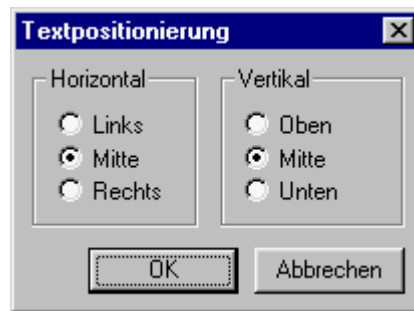 Textpositionierung
Horizontal
Links
Mitte
Rechts
Vertikal
Oben
Mitte
Unten
OK
Abbrechen